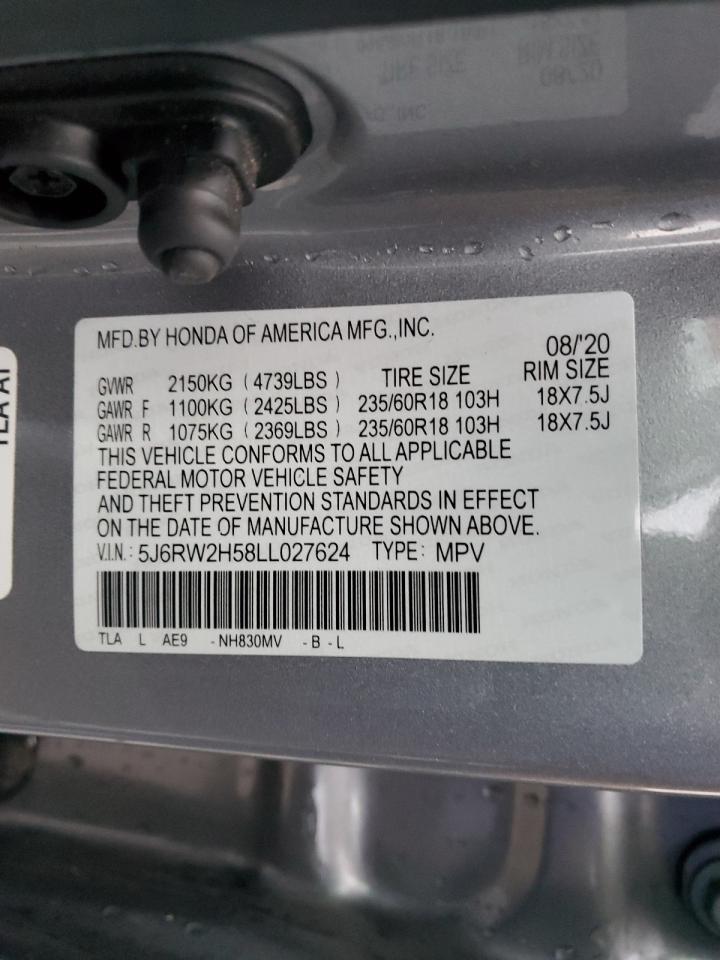 MFD.BY HONDA OF AMERICA MFG.,INC.
08/'20
GVWR 2150KG ( 4739LBS ) TIRE SIZE RIM SIZE
GAWR F 1100KG ( 2425LBS ) 235/60R18 103H 18X7.5J
GAWR R 1075KG ( 2369LBS ) 235/60R18 103H 18X7.5J
THIS VEHICLE CONFORMS TO ALL APPLICABLE
FEDERAL MOTOR VEHICLE SAFETY
AND THEFT PREVENTION STANDARDS IN EFFECT
ON THE DATE OF MANUFACTURE SHOWN ABOVE.
V.I.N.: 5J6RW2H58LL027624 TYPE: MPV
TLA L AE9 -NH830MV -B -L
TLA A1